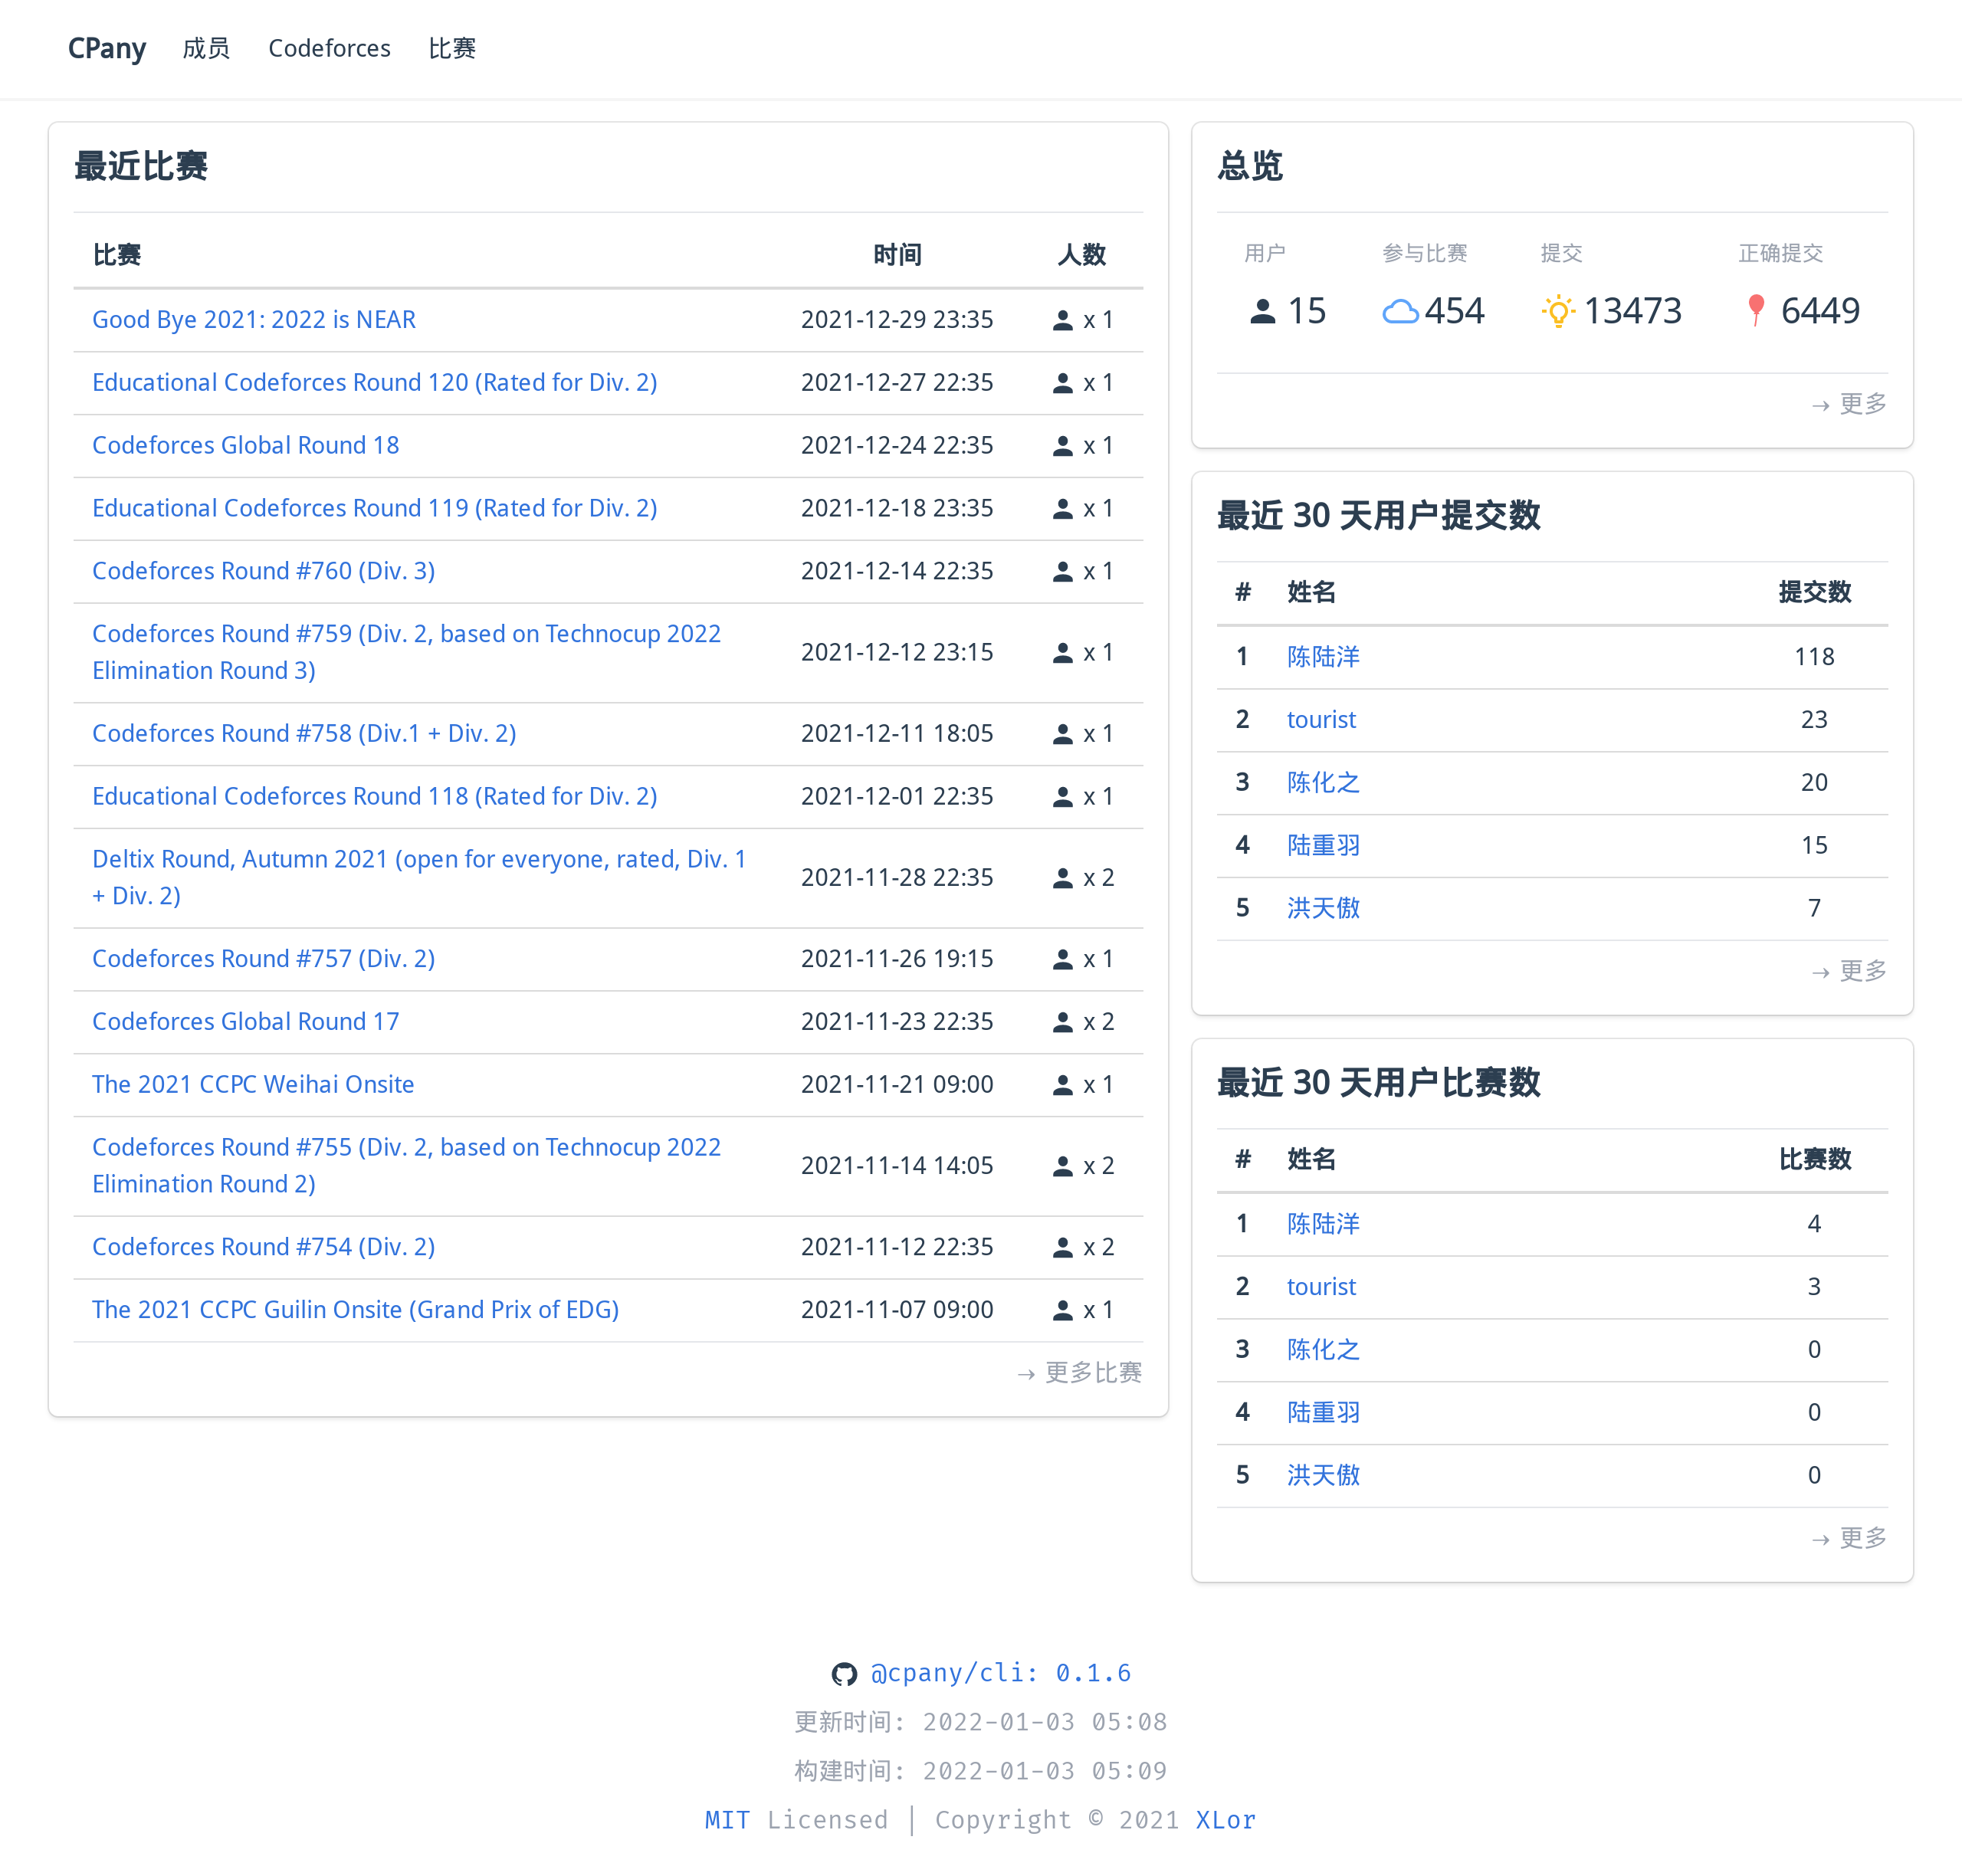 CPany 成员 Codeforces 比赛
最近比赛
比赛 时间 人数
Good Bye 2021: 2022 is NEAR 2021-12-29 23:35 x 1
Educational Codeforces Round 120 (Rated for Div. 2) 2021-12-27 22:35 x 1
Codeforces Global Round 18 2021-12-24 22:35 x 1
Educational Codeforces Round 119 (Rated for Div. 2) 2021-12-18 23:35 x 1
Codeforces Round #760 (Div. 3) 2021-12-14 22:35 x 1
Codeforces Round #759 (Div. 2, based on Technocup 2022
Elimination Round 3) 2021-12-12 23:15 x 1
Codeforces Round #758 (Div.1 + Div. 2) 2021-12-11 18:05 x 1
Educational Codeforces Round 118 (Rated for Div. 2) 2021-12-01 22:35 x 1
Deltix Round, Autumn 2021 (open for everyone, rated, Div. 1
+ Div. 2) 2021-11-28 22:35 x 2
Codeforces Round #757 (Div. 2) 2021-11-26 19:15 x 1
Codeforces Global Round 17 2021-11-23 22:35 x 2
The 2021 CCPC Weihai Onsite 2021-11-21 09:00 x 1
Codeforces Round #755 (Div. 2, based on Technocup 2022
Elimination Round 2) 2021-11-14 14:05 x 2
Codeforces Round #754 (Div. 2) 2021-11-12 22:35 x 2
The 2021 CCPC Guilin Onsite (Grand Prix of EDG) 2021-11-07 09:00 x 1
→ 更多比赛
总览
用户 参与比赛 提交 正确提交
15 454 13473 6449
→ 更多
最近 30 天用户提交数
# 姓名 提交数
1 陈陆洋 118
2 tourist 23
3 陈化之 20
4 陆重羽 15
5 洪天傲 7
→ 更多
最近 30 天用户比赛数
# 姓名 比赛数
1 陈陆洋 4
2 tourist 3
3 陈化之 0
4 陆重羽 0
5 洪天傲 0
→ 更多
@cpany/cli: 0.1.6
更新时间: 2022-01-03 05:08
构建时间: 2022-01-03 05:09
MIT Licensed | Copyright © 2021 XLor